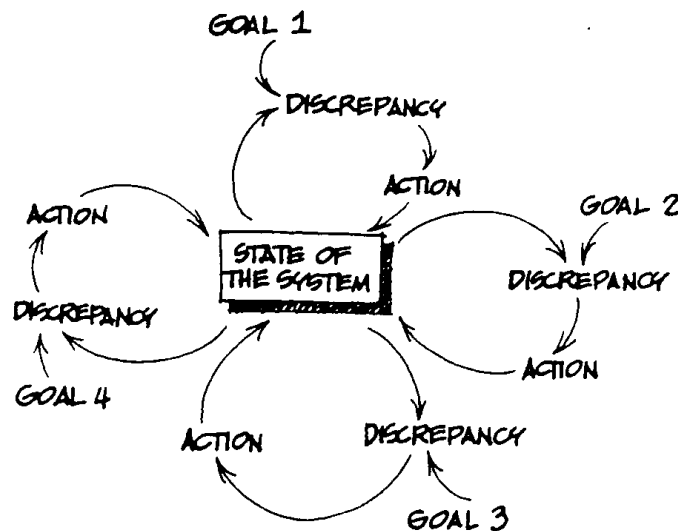 GOAL 1
DISCREPANCY
ACTION
ACTION
GOAL 2
STATE OF
THE SYSTEM
DISCREPANCY
DISCREPANCY
ACTION
GOAL 4
ACTION
DISCREPANCY
GOAL 3